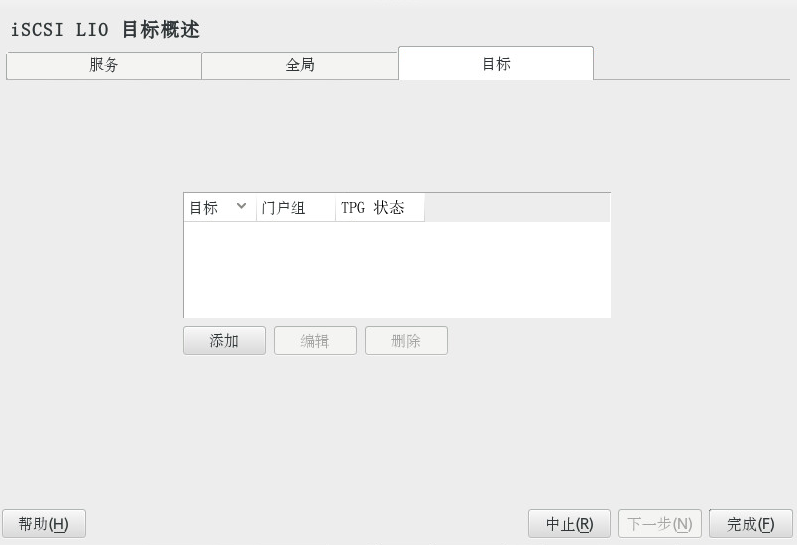 iSCSI LIO 目标概述
服务 全局 目标
目标 门户组 TPG 状态
添加 编辑 删除
帮助(H) 中止(R) 下一步(N) 完成(F)